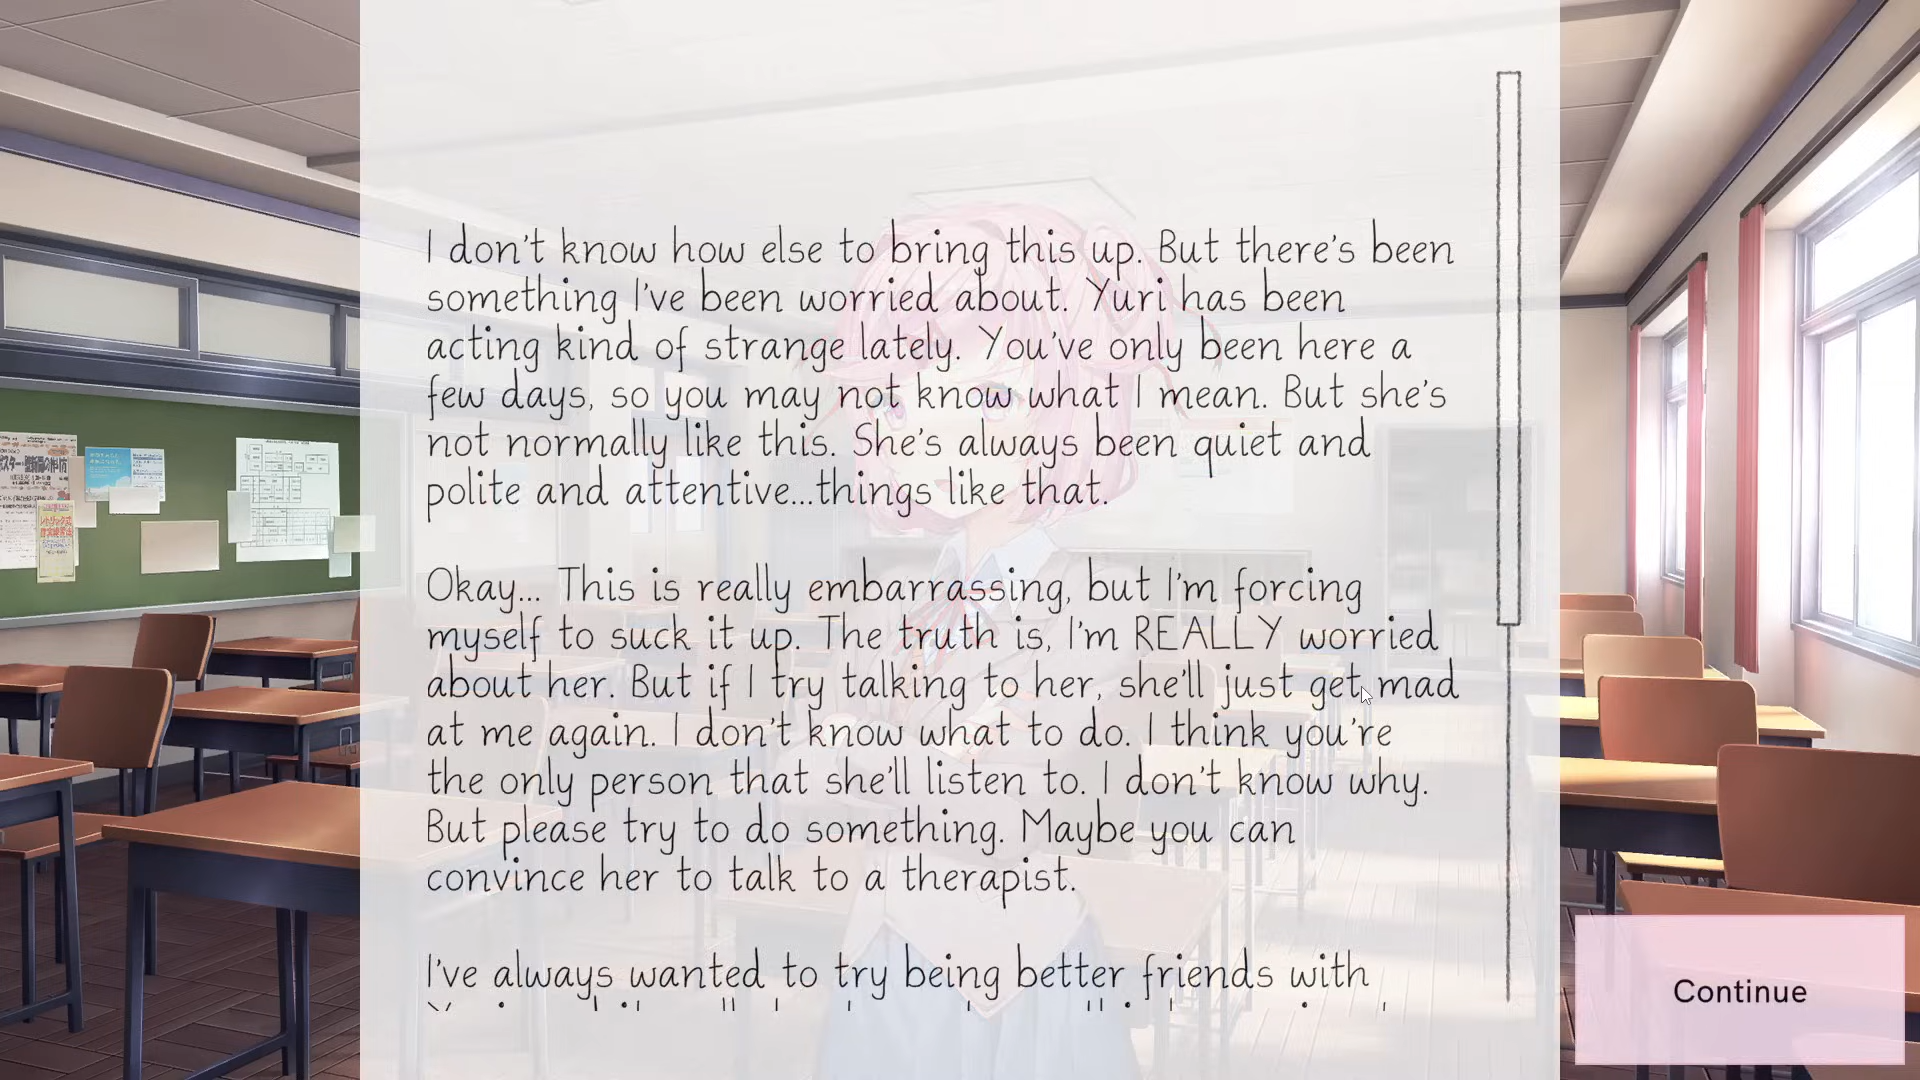 I don't know how else to bring this up. But there's been
something I've been worried about. Yuri has been
acting kind of strange lately. You've only been here a
few days, so you may not know what I mean. But she's
not normally like this. She's always been quiet and
polite and attentive...things like that.
Okay... This is really embarrassing, but I'm forcing
myself to suck it up. The truth is, I'm REALLY worried
about her. But if I try talking to her, she'll just get mad
at me again. I don't know what to do. I think you're
the only person that she'll listen to. I don't know why.
But please try to do something. Maybe you can
convince her to talk to a therapist.
I've always wanted to try being better friends with
Continue